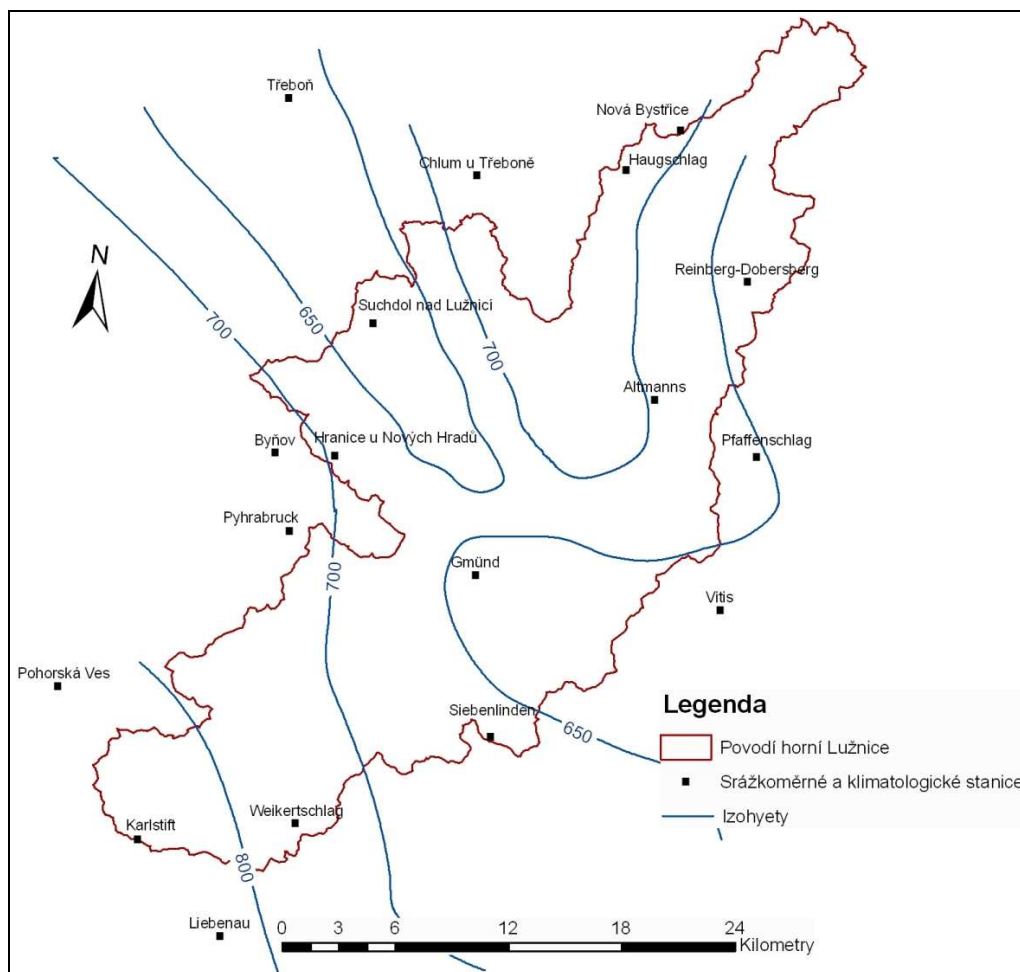 Třeboň
Nová Bystřice
Chlum u Třeboně
Haugschlag
N
Reinberg-Dobersberg
Suchdol nad Lužnicí
650
700
700
Altmanns
Byňov
Hranice u Nových Hradů
Pfaffenschlag
Pyhrabruck
700
Gmünd
Vitis
Pohorská Ves
Legenda
Siebenlinden
650
Povodí horní Lužnice
Srážkoměrné a klimatologické stanice
Izohyety
Weikertschlag
Karlstift
800
Liebenau
0 3 6 12 18 24
Kilometry